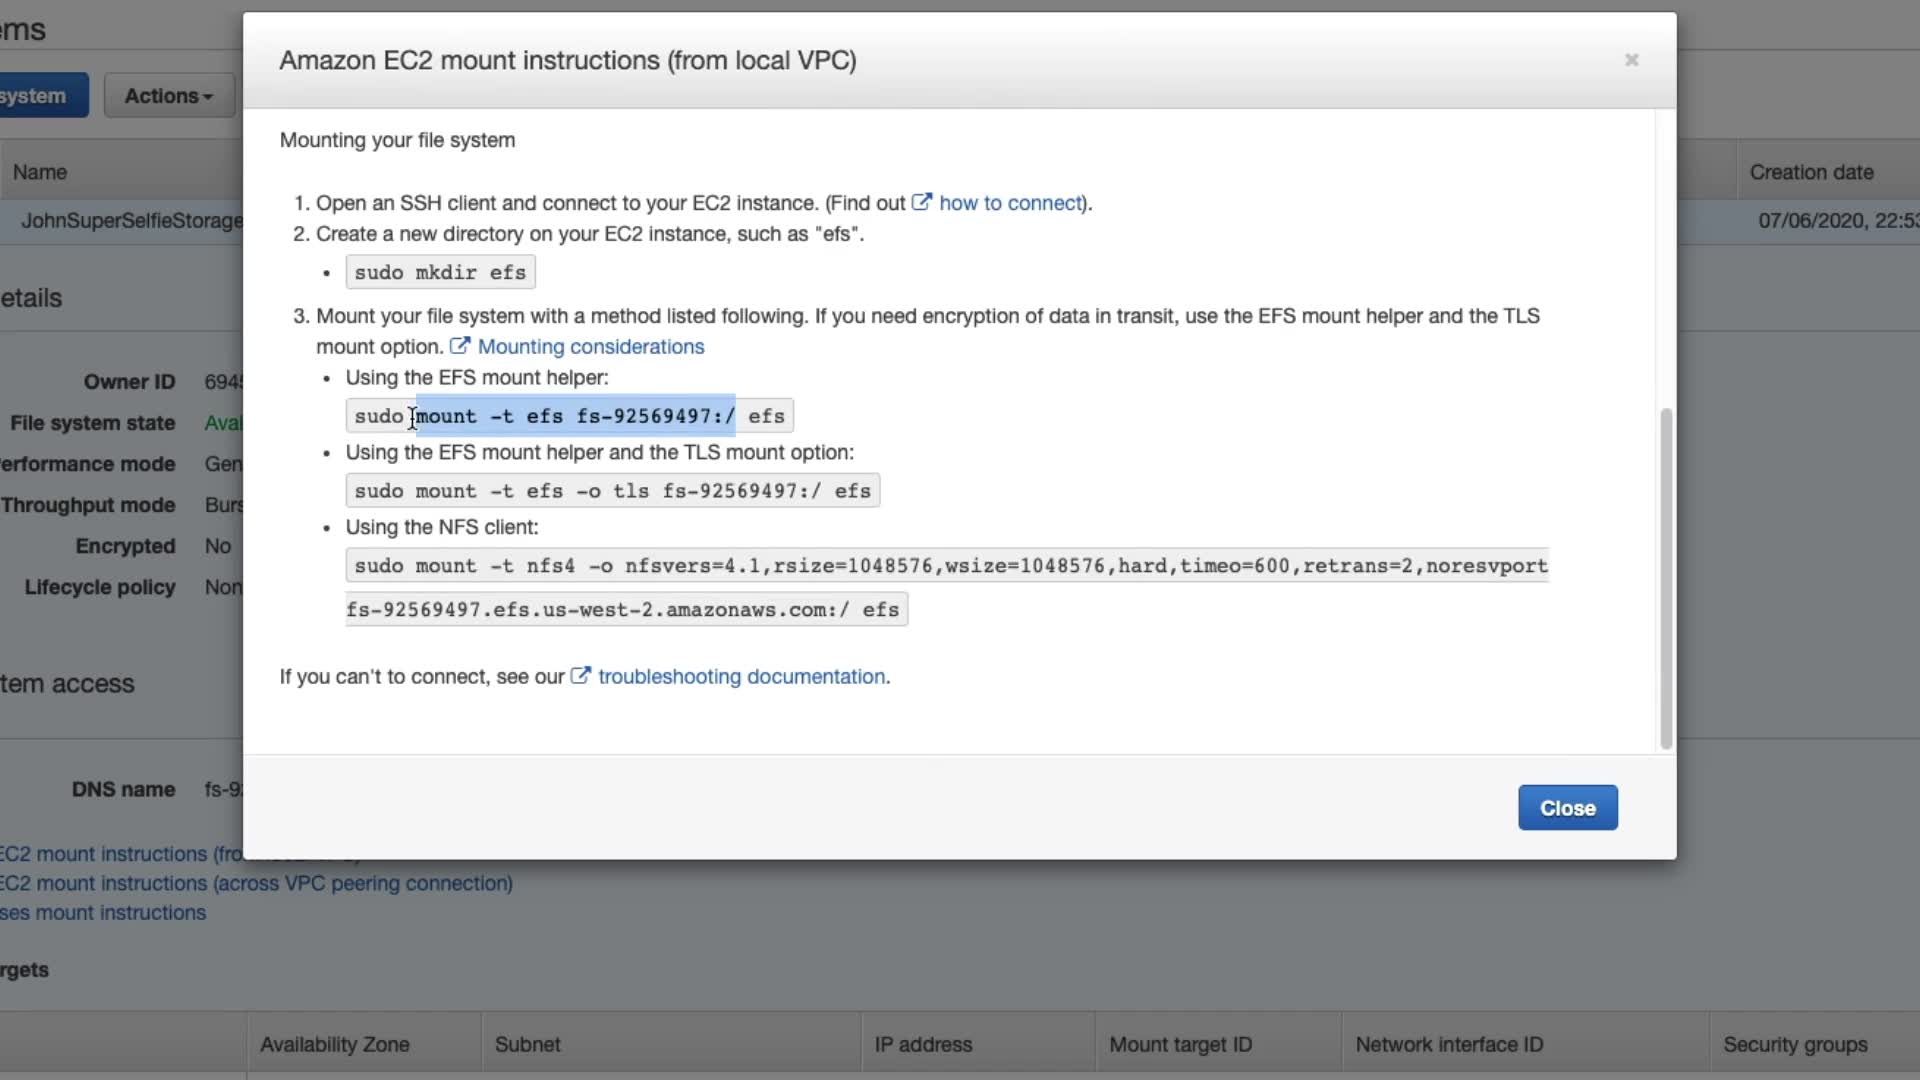 ems
Amazon EC2 mount instructions (from local VPC)
×
system
Actions
Mounting your file system
Name
Creation date
1. Open an SSH client and connect to your EC2 instance. (Find out how to connect).
JohnSuperSelfieStorage
07/06/2020, 22:53
2. Create a new directory on your EC2 instance, such as "efs".
• sudo mkdir efs
etails
3. Mount your file system with a method listed following. If you need encryption of data in transit, use the EFS mount helper and the TLS
mount option. Mounting considerations
• Using the EFS mount helper:
Owner ID 6945
sudo mount -t efs fs-92569497:/ efs
File system state Avai
• Using the EFS mount helper and the TLS mount option:
erformance mode Gen
sudo mount -t efs -o tls fs-92569497:/ efs
Throughput mode Burs
• Using the NFS client:
Encrypted No
sudo mount -t nfs4 -o nfsvers=4.1,rsize=1048576,wsize=1048576,hard,timeo=600,retrans=2,noresvport
Lifecycle policy Non
fs-92569497.efs.us-west-2.amazonaws.com:/ efs
If you can't to connect, see our troubleshooting documentation.
tem access
DNS name fs-92
Close
EC2 mount instructions (fro
EC2 mount instructions (across VPC peering connection)
ses mount instructions
rgets
Availability Zone
Subnet
IP address
Mount target ID
Network interface ID
Security groups